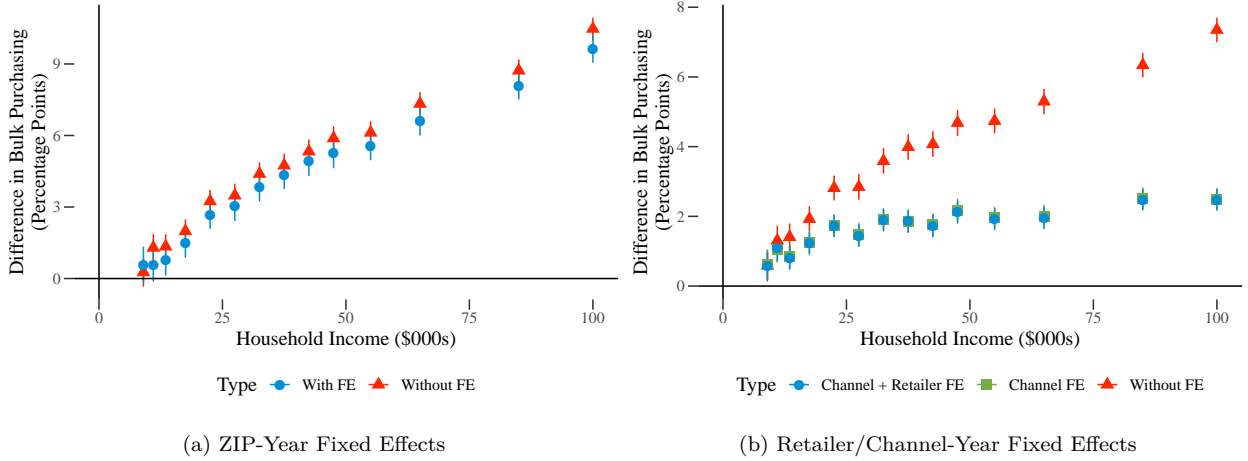 Difference in Bulk Purchasing
(Percentage Points)
9
6
3
0
0
25
50
75
100
Household Income ($000s)
Type
With FE
Without FE
(a) ZIP-Year Fixed Effects
Difference in Bulk Purchasing
(Percentage Points)
8
6
4
2
0
0
25
50
75
100
Household Income ($000s)
Type
Channel + Retailer FE
Channel FE
Without FE
(b) Retailer/Channel-Year Fixed Effects